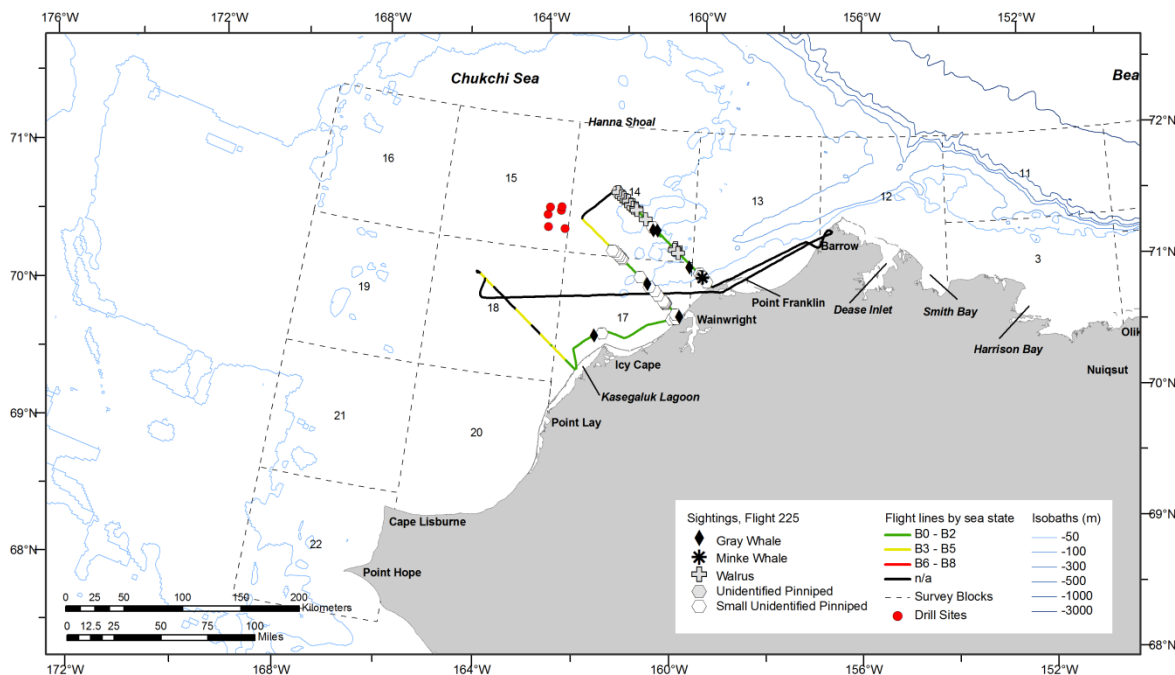 176°W 172°W 168°W 164°W 160°W 156°W 152°W
Chukchi Sea
Bea
72°N
71°N
Hanna Shoal
16
15
14
13
12
11
3
71°N
70°N
Barrow
Point Franklin
Dease Inlet
Smith Bay
Harrison Bay
Olik
Nuiqsut
19
18
17
Wainwright
Icy Cape
Kasegaluk Lagoon
70°N
69°N
Point Lay
21
20
Cape Lisburne
69°N
68°N
22
Point Hope
0 25 50 100 150 200
Kilometers
0 12.5 25 50 75 100
Miles
Sightings, Flight 225
Gray Whale
Minke Whale
Walrus
Unidentified Pinniped
Small Unidentified Pinniped
Flight lines by sea state
B0 - B2
B3 - B5
B6 - B8
n/a
Survey Blocks
Drill Sites
Isobaths (m)
-50
-100
-300
-500
-1000
-3000
68°N
172°W 168°W 164°W 160°W 156°W 152°W